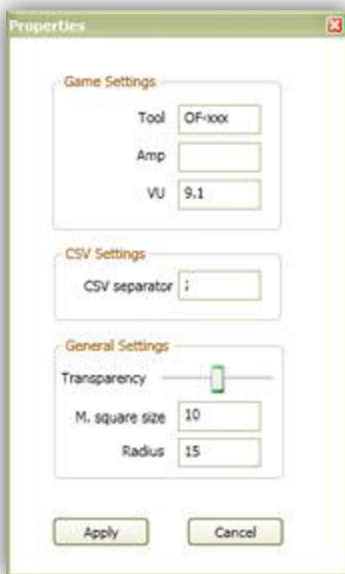 Properties
Game Settings
Tool OF-xxx
Amp
VU 9.1
CSV Settings
CSV separator ;
General Settings
Transparency
M. square size 10
Radius 15
Apply Cancel